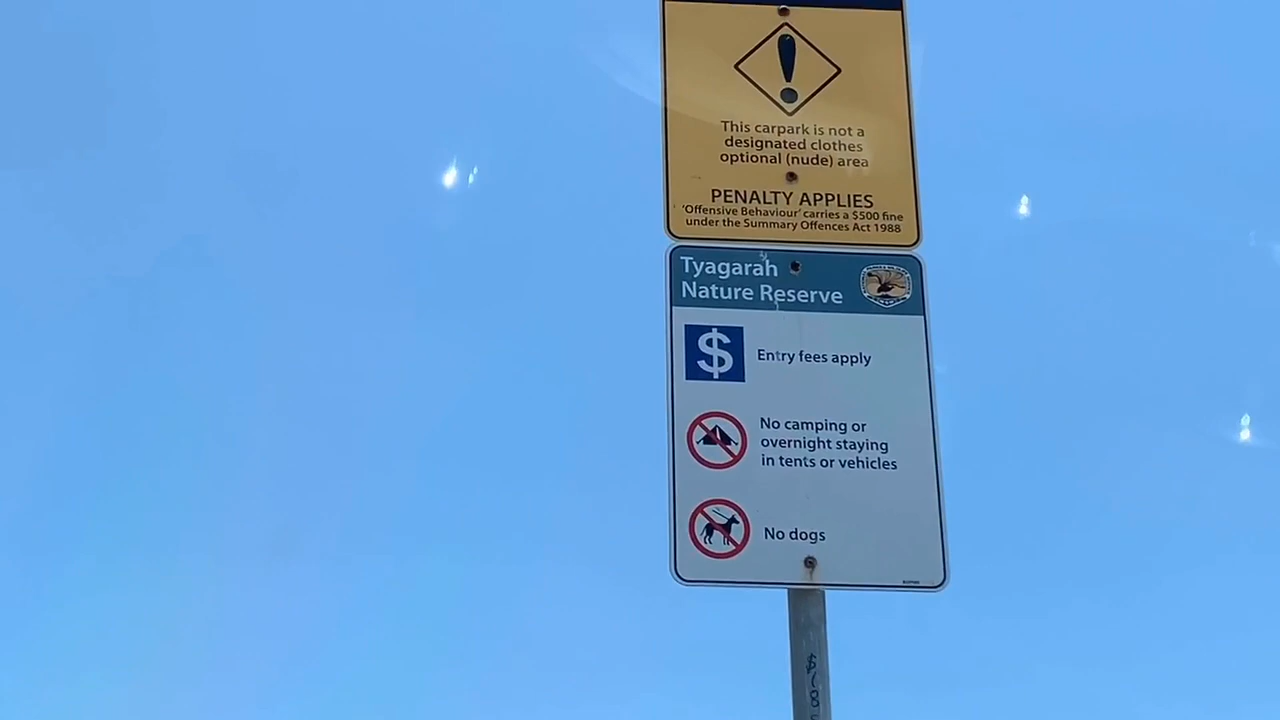 This carpark is not a
designated clothes
optional (nude) area
PENALTY APPLIES
'Offensive Behaviour' carries a $500 fine
under the Summary Offences Act 1988
Tyagarah
Nature Reserve
$
Entry fees apply
No camping or
overnight staying
in tents or vehicles
No dogs